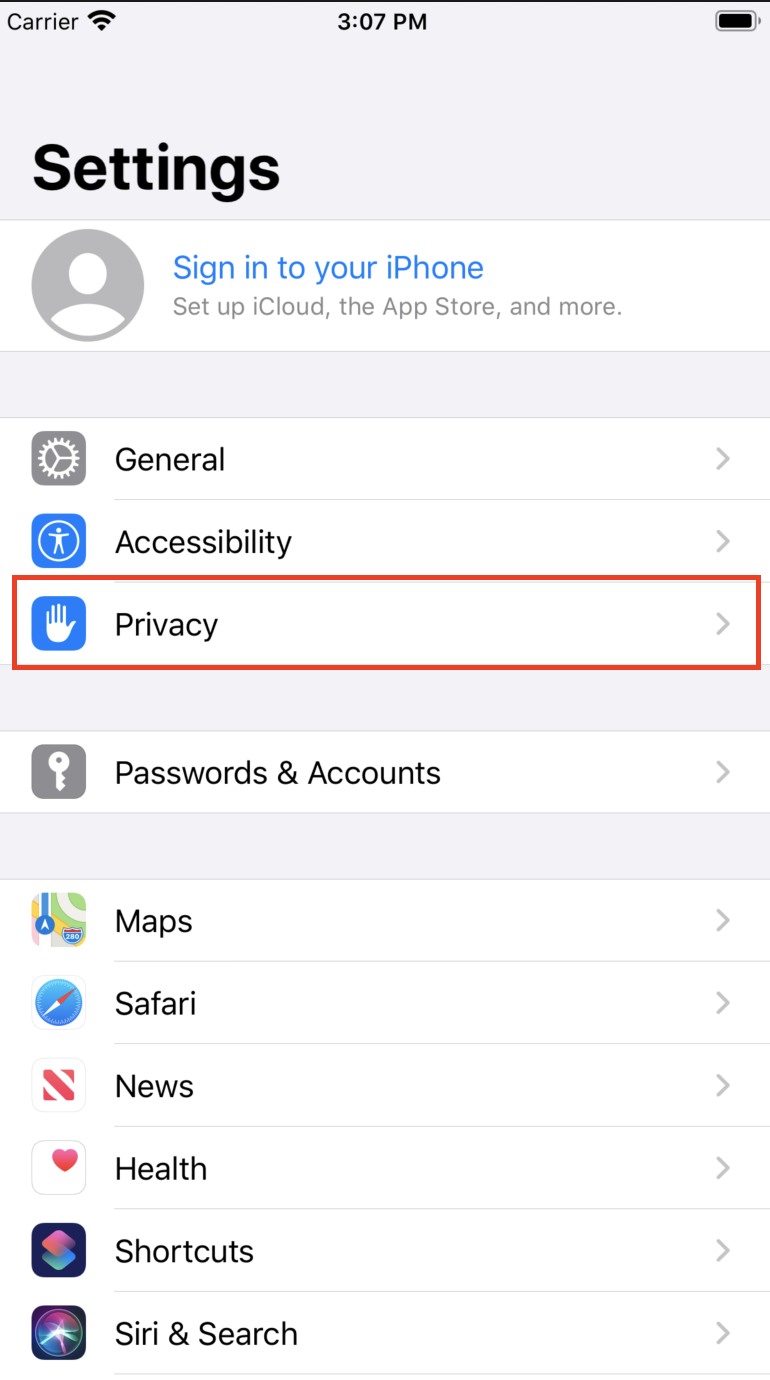 Carrier 3:07 PM
Settings
Sign in to your iPhone
Set up iCloud, the App Store, and more.
General
Accessibility
Privacy
Passwords & Accounts
Maps
280
Safari
News
Health
Shortcuts
Siri & Search